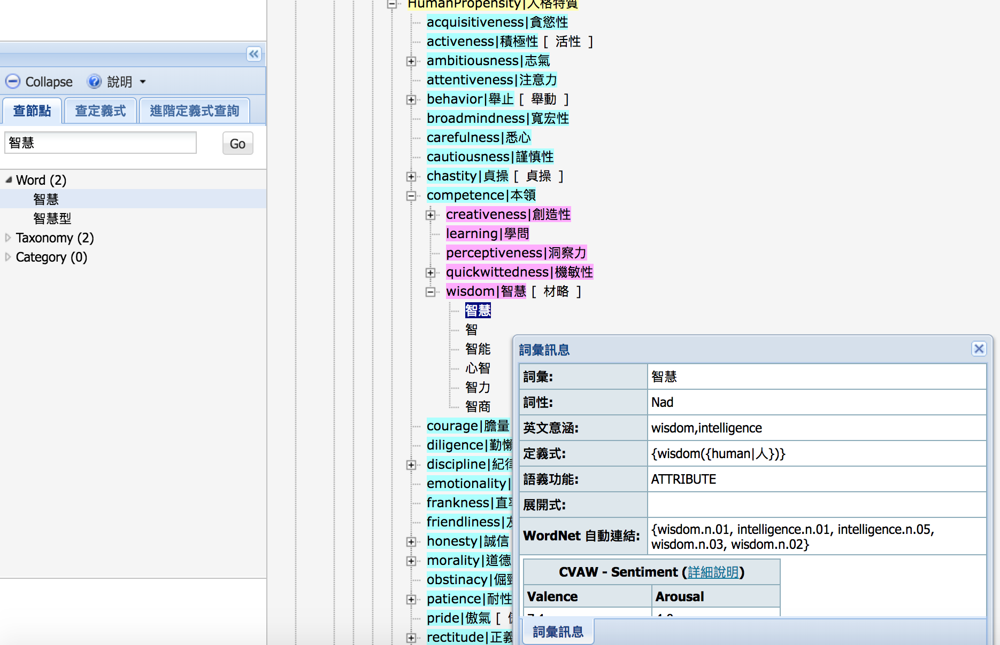 Collapse 說明
查節點 查定義式 進階定義式查詢
智慧 Go
Word (2)
智慧
智慧型
Taxonomy (2)
Category (0)
HumanPropensity|人格特質
acquisitiveness|貪慾性
activeness|積極性 [ 活性 ]
ambitiousness|志氣
attentiveness|注意力
behavior|舉止 [ 舉動 ]
broadmindness|寬宏性
carefulness|悉心
cautiousness|謹慎性
chastity|貞操 [ 貞操 ]
competence|本領
creativeness|創造性
learning|學問
perceptiveness|洞察力
quickwittedness|機敏性
wisdom|智慧 [ 材略 ]
智慧
智
智能
心智
智力
智商
courage|膽量
diligence|勤懶
discipline|紀律
emotionality|
frankness|直率
friendliness|友
honesty|誠信
morality|道德
obstinacy|倔
patience|耐性
pride|傲氣 [
rectitude|正義
詞彙訊息
詞彙: 智慧
詞性: Nad
英文意涵: wisdom,intelligence
定義式: {wisdom({human|人})}
語義功能: ATTRIBUTE
展開式:
WordNet 自動連結: {wisdom.n.01, intelligence.n.01, intelligence.n.05,
wisdom.n.03, wisdom.n.02}
CVAW - Sentiment (詳細說明)
Valence Arousal
詞彙訊息